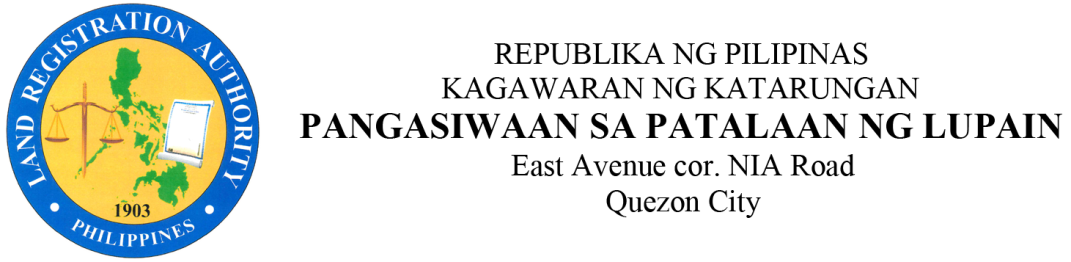 LAND REGISTRATION AUTHORITY
1903
PHILIPPINES
REPUBLIKA NG PILIPINAS
KAGAWARAN NG KATARUNGAN
PANGASIWAAN SA PATALAAN NG LUPAIN
East Avenue cor. NIA Road
Quezon City